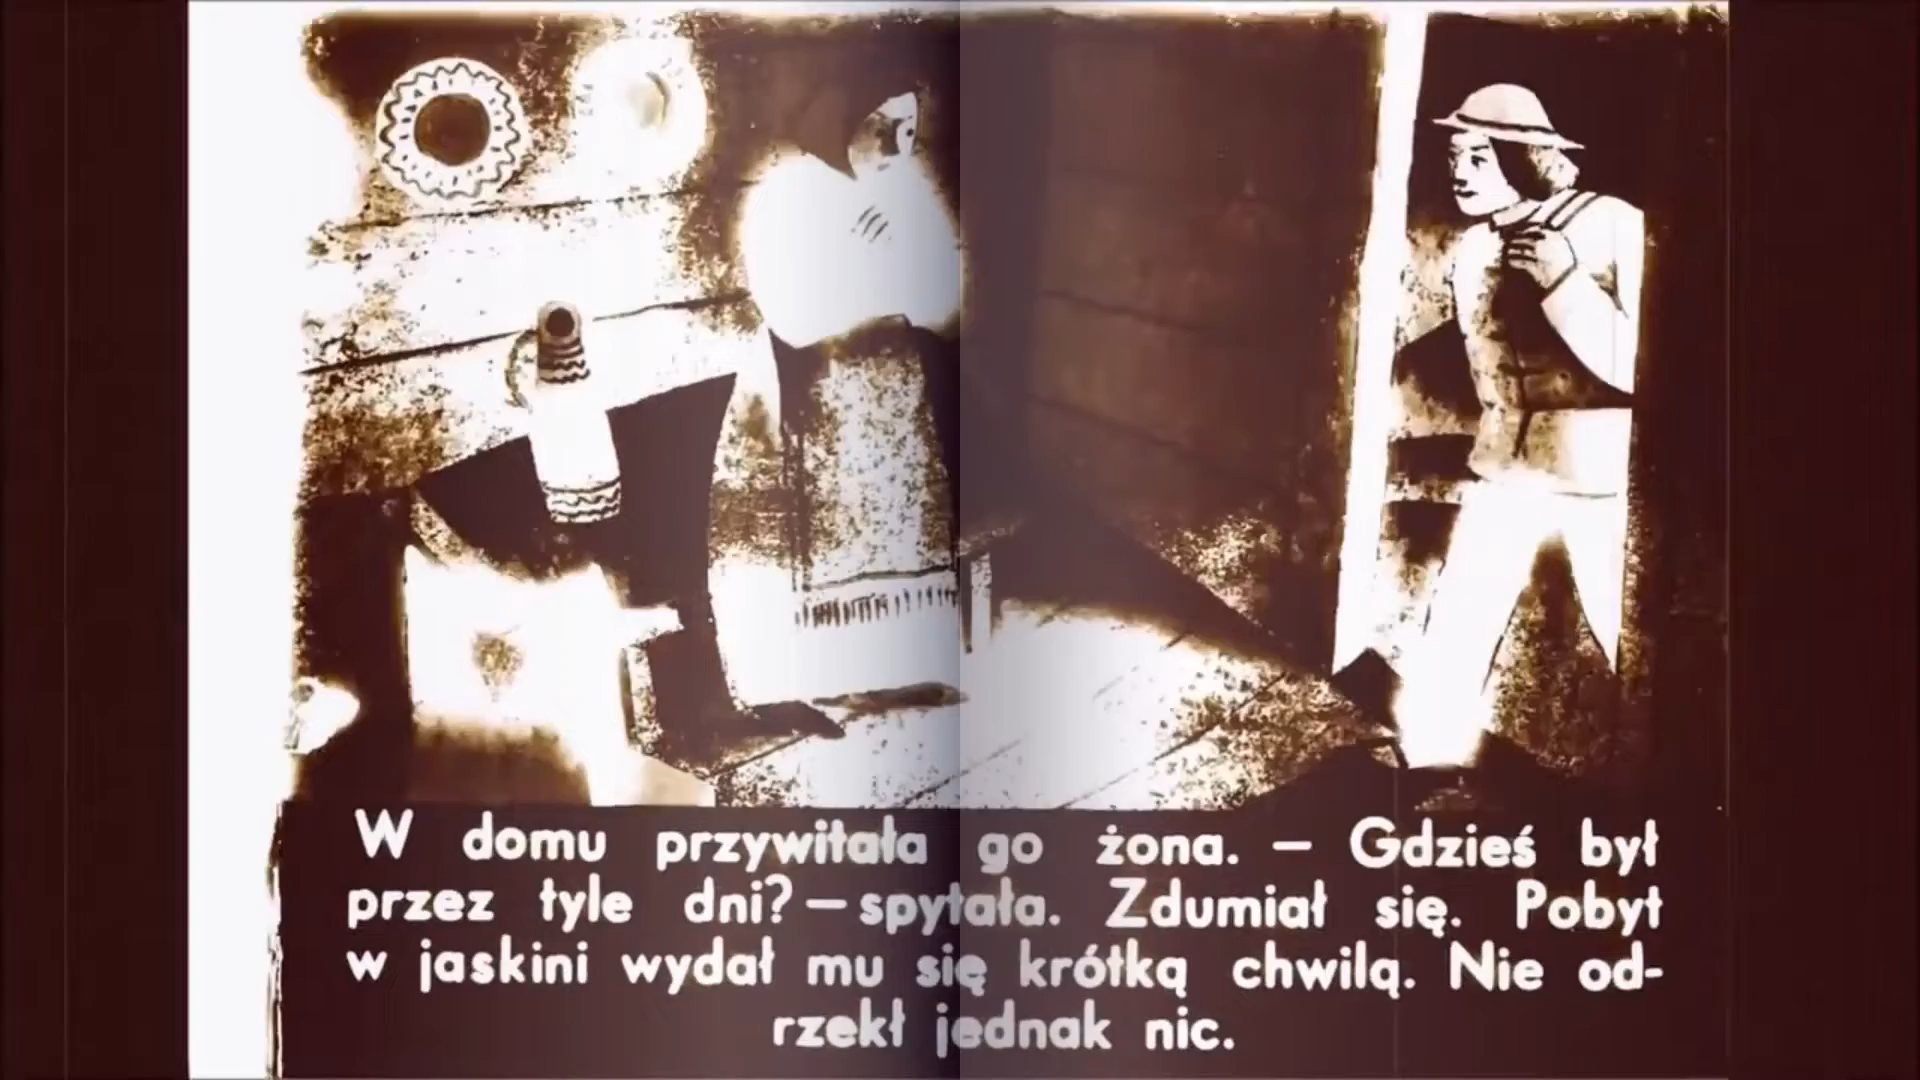 W domu przywitała go żona. — Gdzieś był
przez tyle dni? — spytała. Zdumiał się. Pobyt
w jaskini wydał mu się krótką chwilą. Nie od-
rzekł jednak nic.